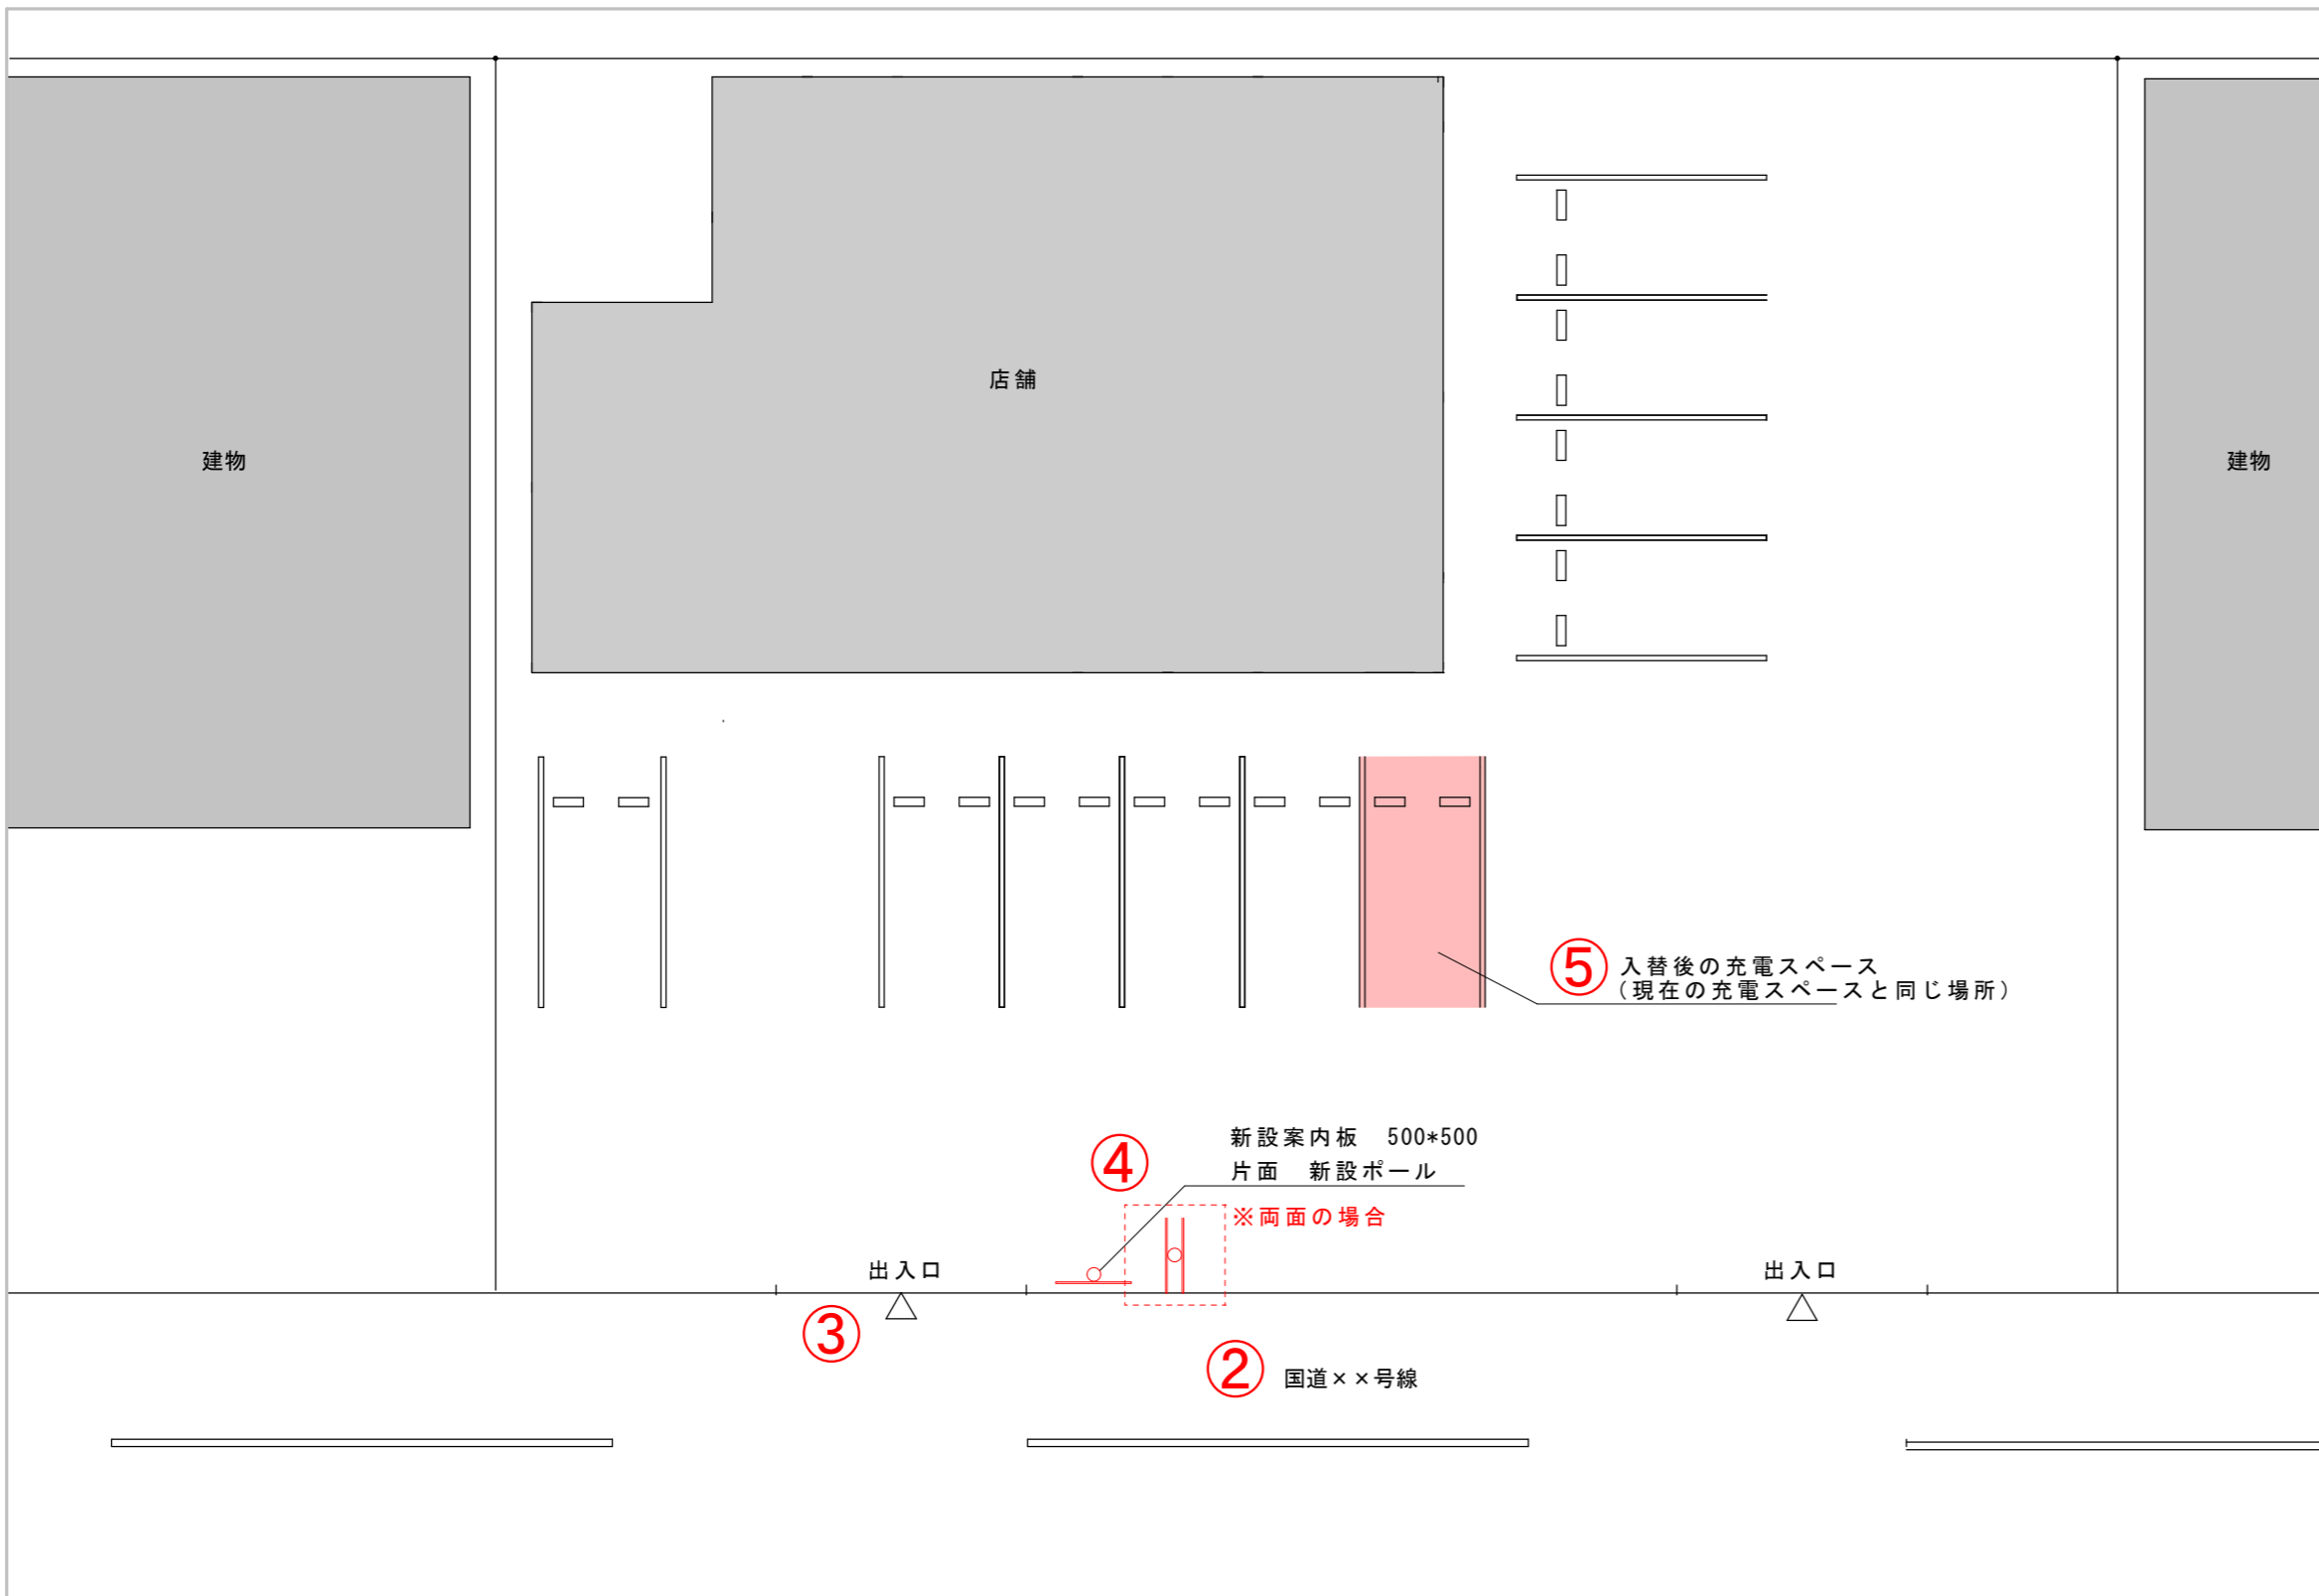 店舗
建物
建物
⑤ 入替後の充電スペース
（現在の充電スペースと同じ場所）
④ 新設案内板 500*500
片面 新設ポール
※両面の場合
出入口
出入口
③
② 国道××号線